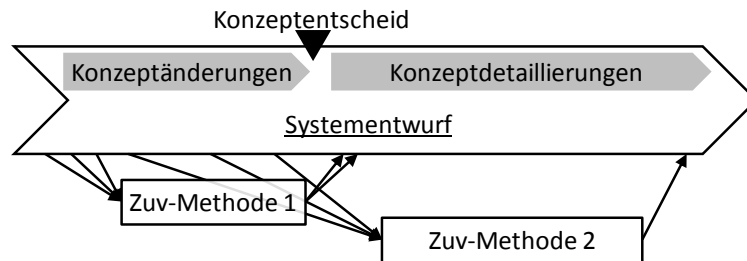 Konzeptentscheid
Konzeptänderungen
Konzeptdetaillierungen
Systementwurf
Zuv-Methode 1
Zuv-Methode 2